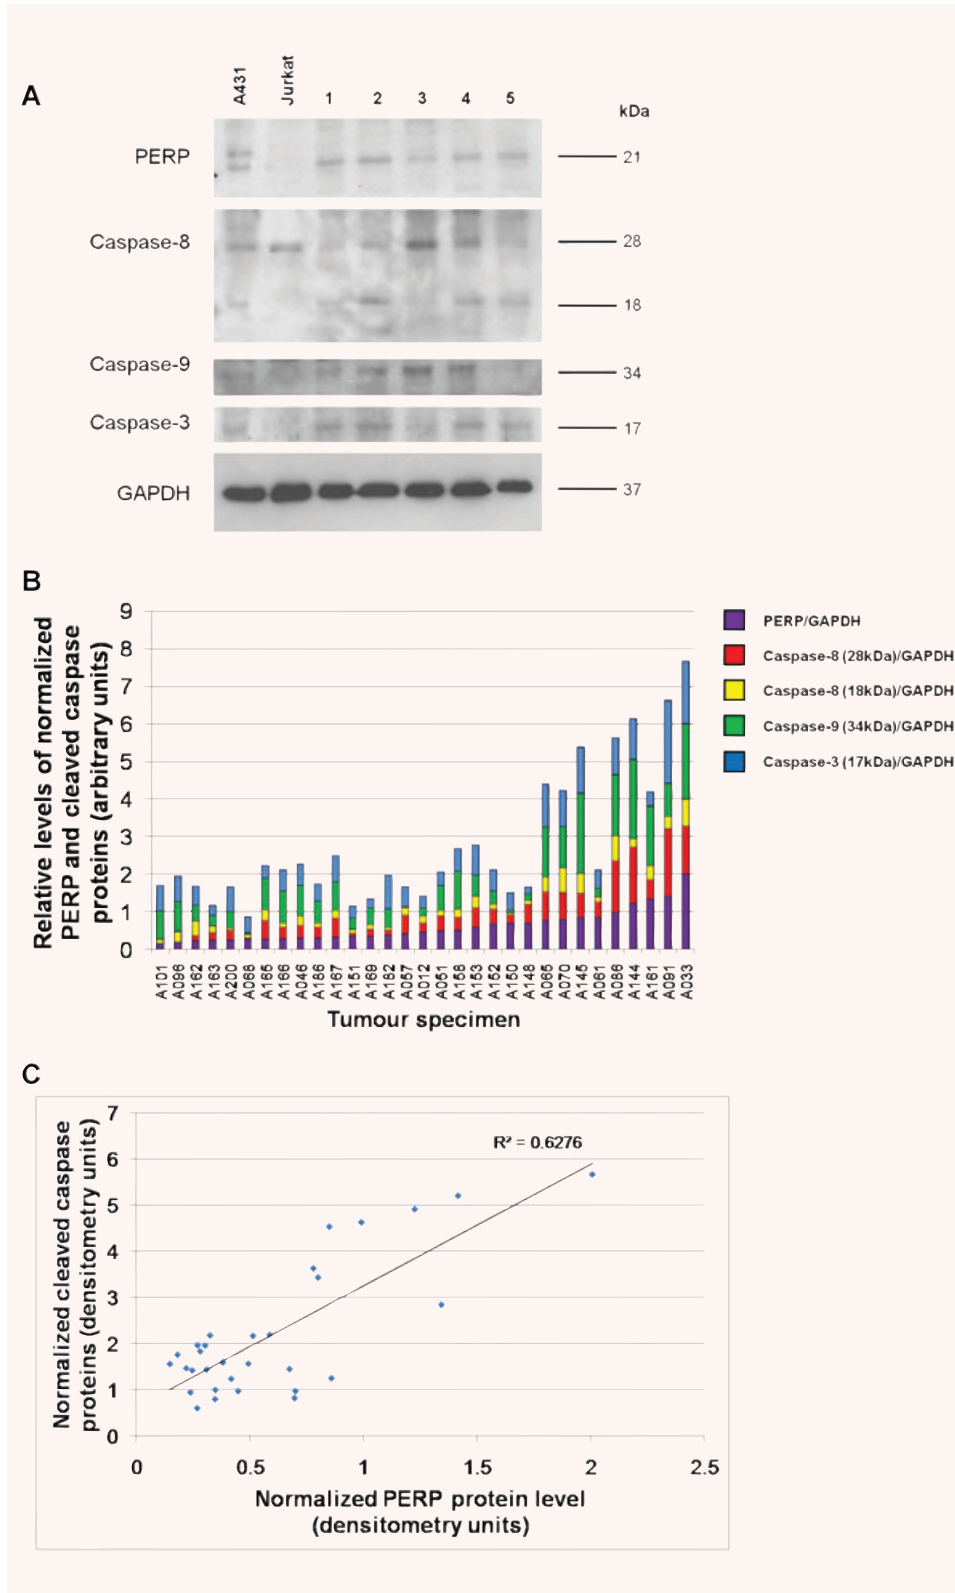 A
A431 Jurkat 1 2 3 4 5
kDa
PERP 21
Caspase-8 28
18
Caspase-9 34
Caspase-3 17
GAPDH 37
B
Relative levels of normalized
PERP and cleaved caspase
proteins (arbitrary units)
9
8
7
6
5
4
3
2
1
0
PERP/GAPDH
Caspase-8 (28kDa)/GAPDH
Caspase-8 (18kDa)/GAPDH
Caspase-9 (34kDa)/GAPDH
Caspase-3 (17kDa)/GAPDH
A101 A096 A162 A163 A200 A068 A165 A166 A046 A186 A167 A151 A169 A182 A057 A012 A051 A156 A153 A152 A150 A148 A065 A070 A145 A061 A086 A144 A161 A091 A033
Tumour specimen
C
Normalized cleaved caspase
proteins (densitometry units)
7
6
5
4
3
2
1
0
R² = 0.6276
0 0.5 1 1.5 2 2.5
Normalized PERP protein level
(densitometry units)